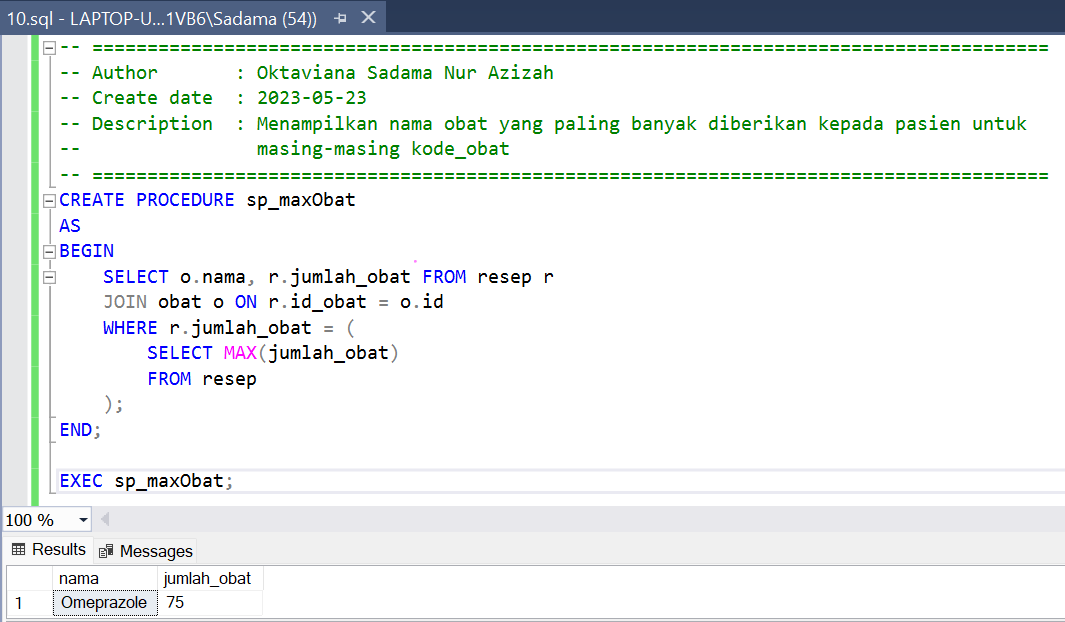 10.sql - LAPTOP-U...1VB6\Sadama (54))
-- =======================================================================================
-- Author       : Oktaviana Sadama Nur Azizah
-- Create date  : 2023-05-23
-- Description  : Menampilkan nama obat yang paling banyak diberikan kepada pasien untuk
--                masing-masing kode_obat
-- =======================================================================================
CREATE PROCEDURE sp_maxObat
AS
BEGIN
    SELECT o.nama, r.jumlah_obat FROM resep r
    JOIN obat o ON r.id_obat = o.id
    WHERE r.jumlah_obat = (
        SELECT MAX(jumlah_obat)
        FROM resep
    );
END;
EXEC sp_maxObat;
100 %
Results Messages
nama jumlah_obat
1 Omeprazole 75